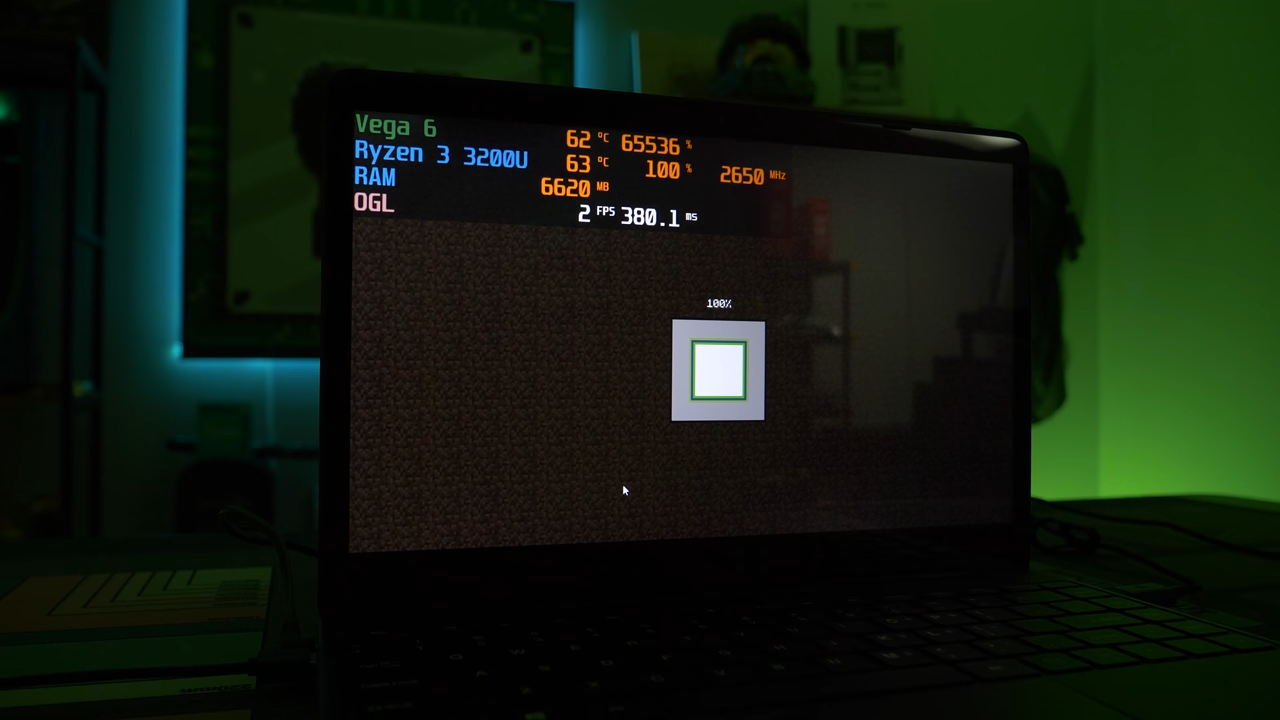 Vega 6 62 °C 65536 %
Ryzen 3 3200U 63 °C 100 % 2650 MHz
RAM 6620 MB
OGL 2 FPS 380.1 ms
100%